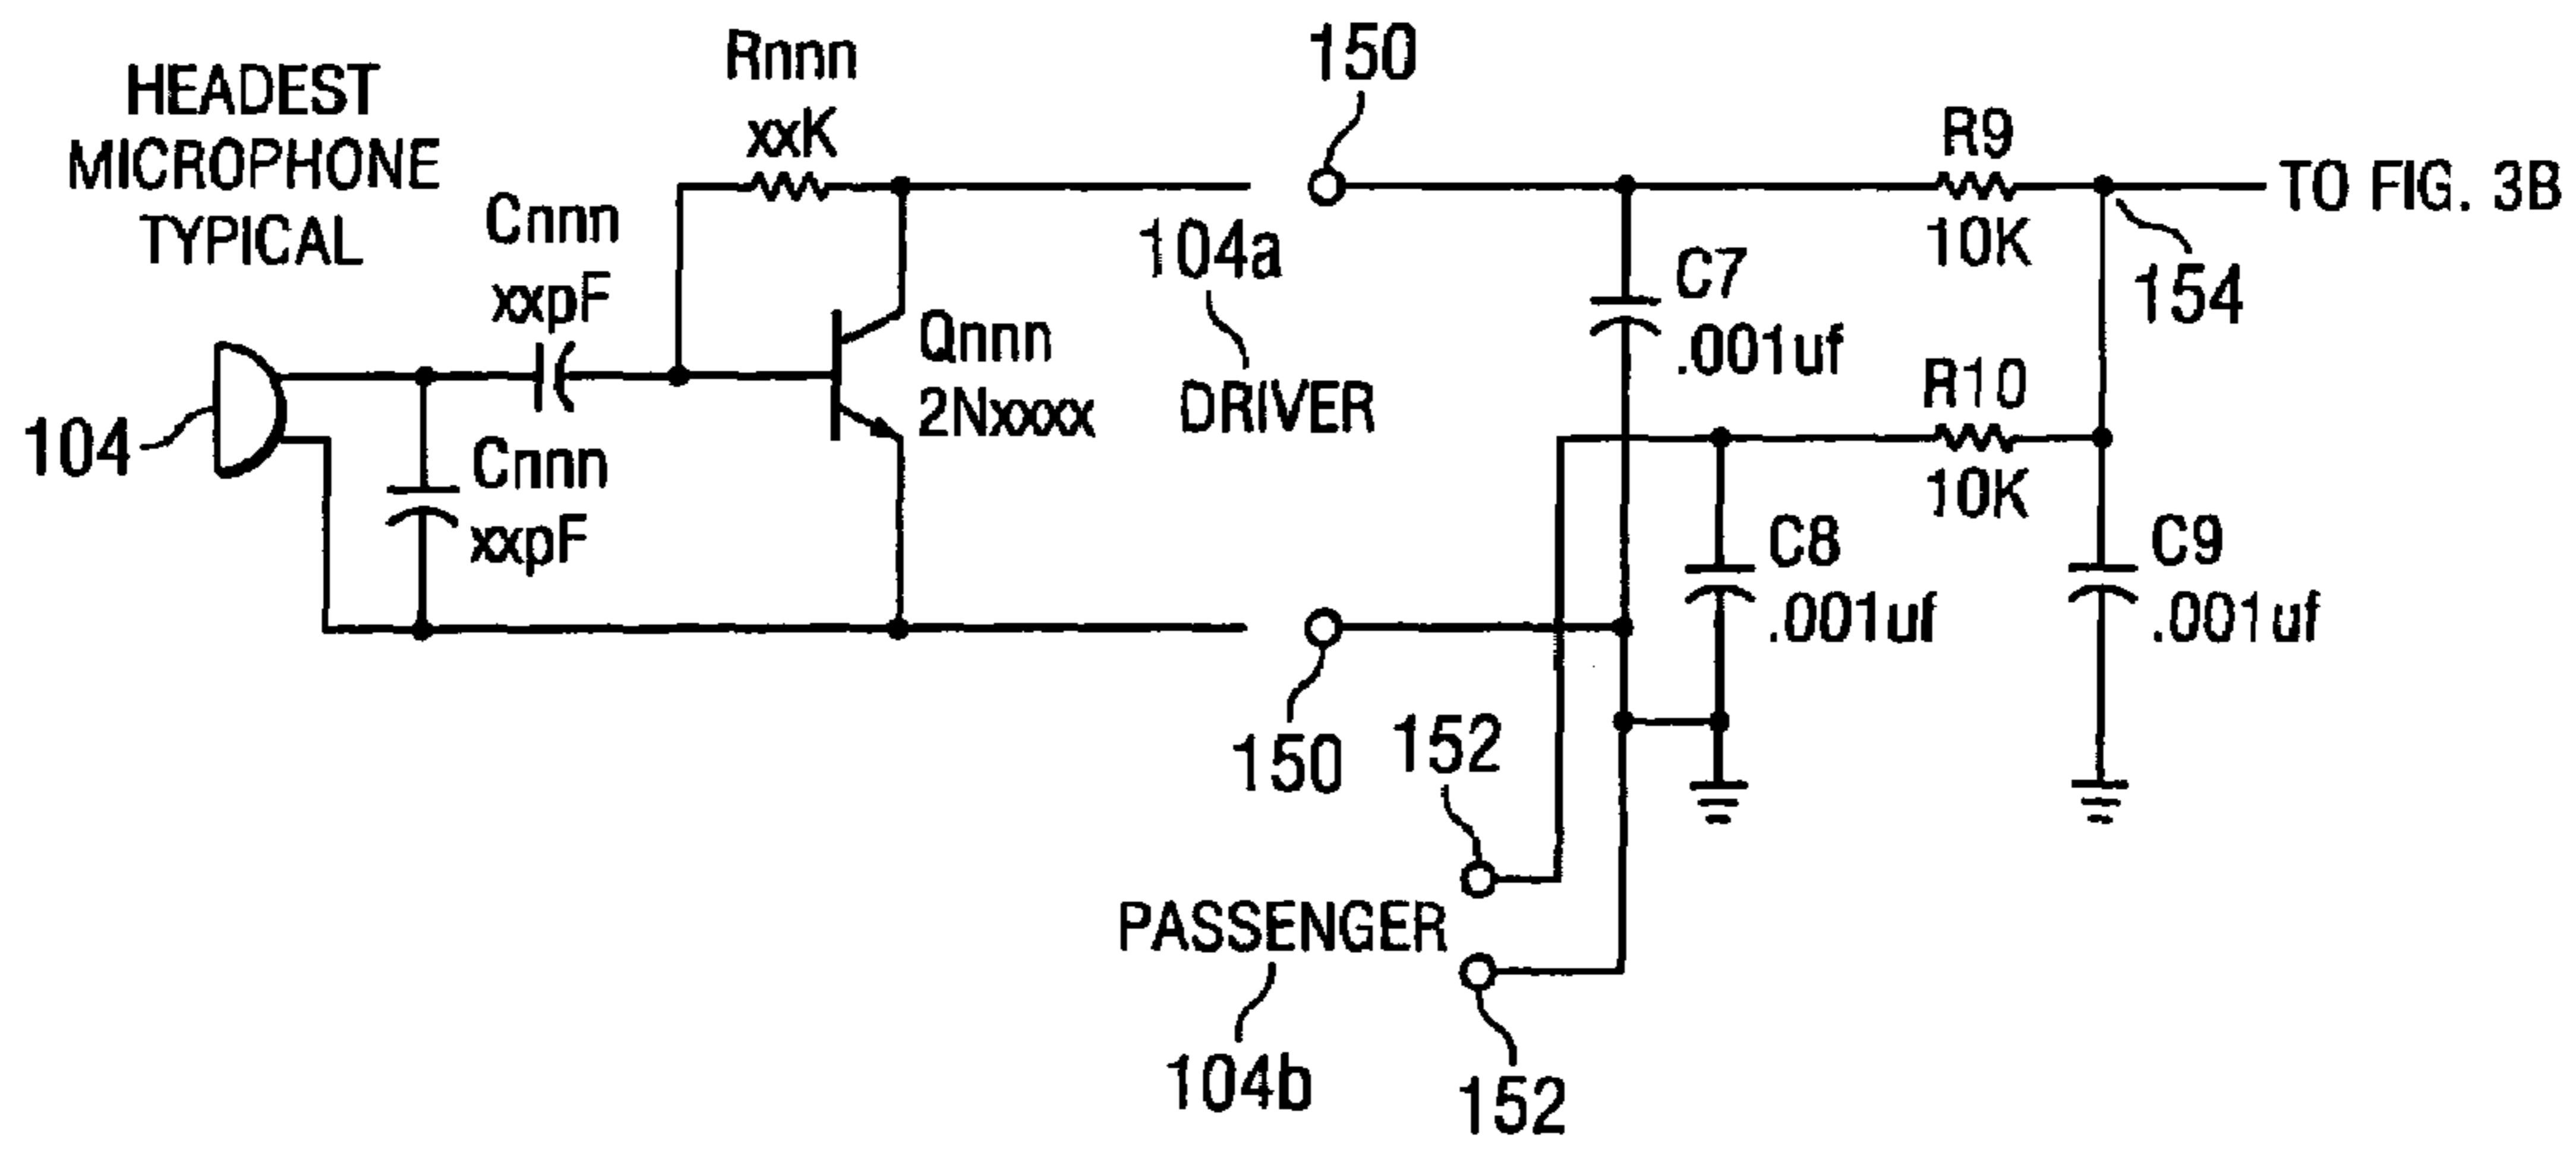 HEADEST
MICROPHONE
TYPICAL
Rnnn
xxK
Cnnn
xxpF
Cnnn
xxpF
104
Qnnn
2Nxxxx
150
104a
DRIVER
R9
10K
TO FIG. 3B
154
C7
.001uf
R10
10K
C8
.001uf
C9
.001uf
150
152
PASSENGER
104b
152